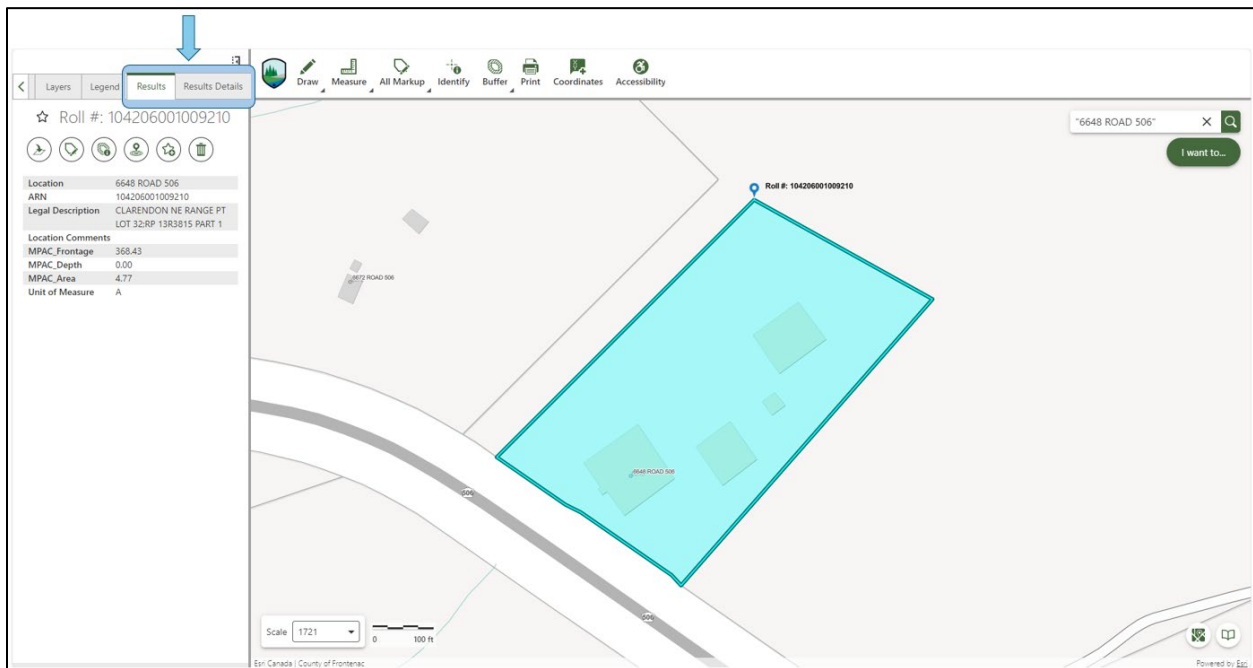 Draw
Measure
All Markup
Identify
Buffer
Print
Coordinates
Accessibility
Layers
Legend
Results
Results Details
Roll #: 104206001009210
Location 6648 ROAD 506
ARN 104206001009210
Legal Description CLARENDON NE RANGE PT
LOT 32;RP 13R3815 PART 1
Location Comments
MPAC_Frontage 368.43
MPAC_Depth 0.00
MPAC_Area 4.77
Unit of Measure A
"6648 ROAD 506"
I want to...
Roll #: 104206001009210
6672 ROAD 506
6648 ROAD 506
506
506
Scale 1721
0 100 ft
Esri Canada | County of Frontenac
Powered by Esri